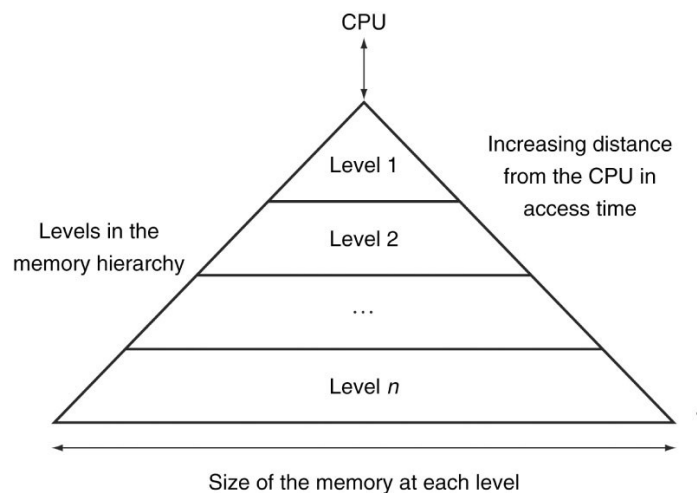 CPU
Level 1
Increasing distance
from the CPU in
access time
Levels in the
memory hierarchy
Level 2
...
Level n
Size of the memory at each level